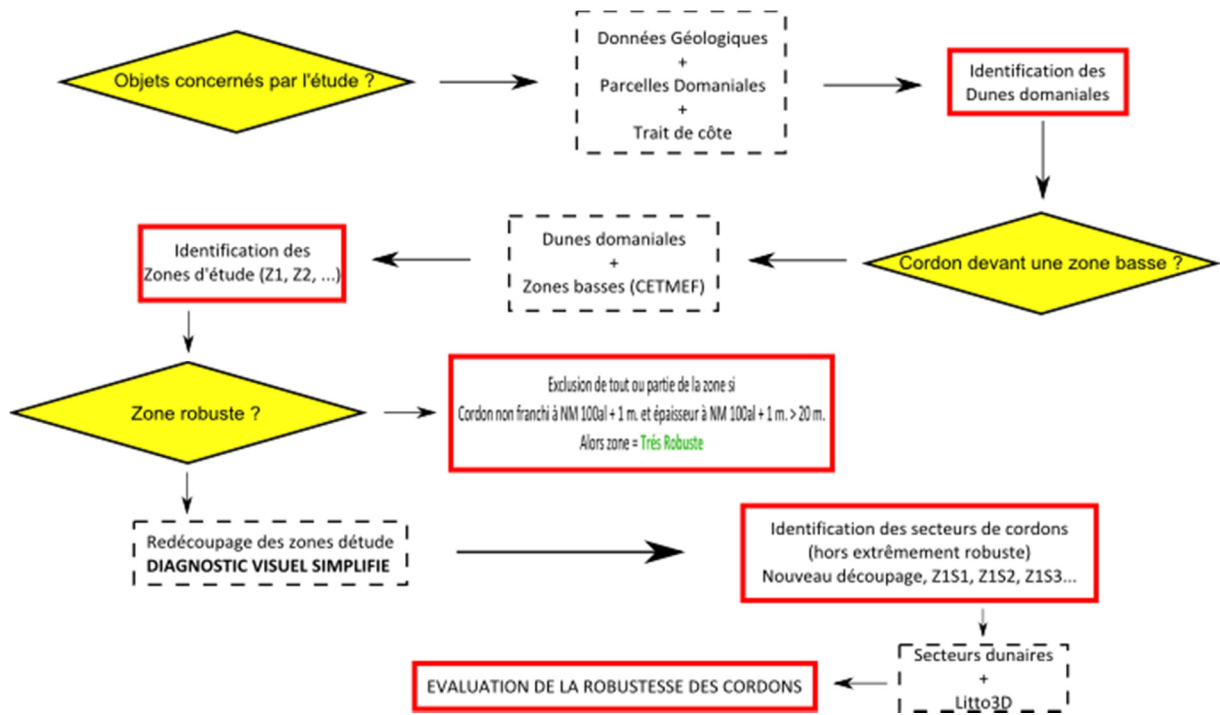 Objets concernés par l'étude ?
Données Géologiques
+
Parcelles Domaniales
+
Trait de côte
Identification des
Dunes domaniales
Cordon devant une zone basse ?
Dunes domaniales
+
Zones basses (CETMEF)
Identification des
Zones d'étude (Z1, Z2, ...)
Zone robuste ?
Exclusion de tout ou partie de la zone si
Cordon non franchi à NM 100al + 1 m. et épaisseur à NM 100al + 1 m. > 20 m.
Alors zone = Trés Robuste
Redécoupage des zones détude
DIAGNOSTIC VISUEL SIMPLIFIE
Identification des secteurs de cordons
(hors extrêmement robuste)
Nouveau découpage, Z1S1, Z1S2, Z1S3...
Secteurs dunaires
+
Litto3D
EVALUATION DE LA ROBUSTESSE DES CORDONS